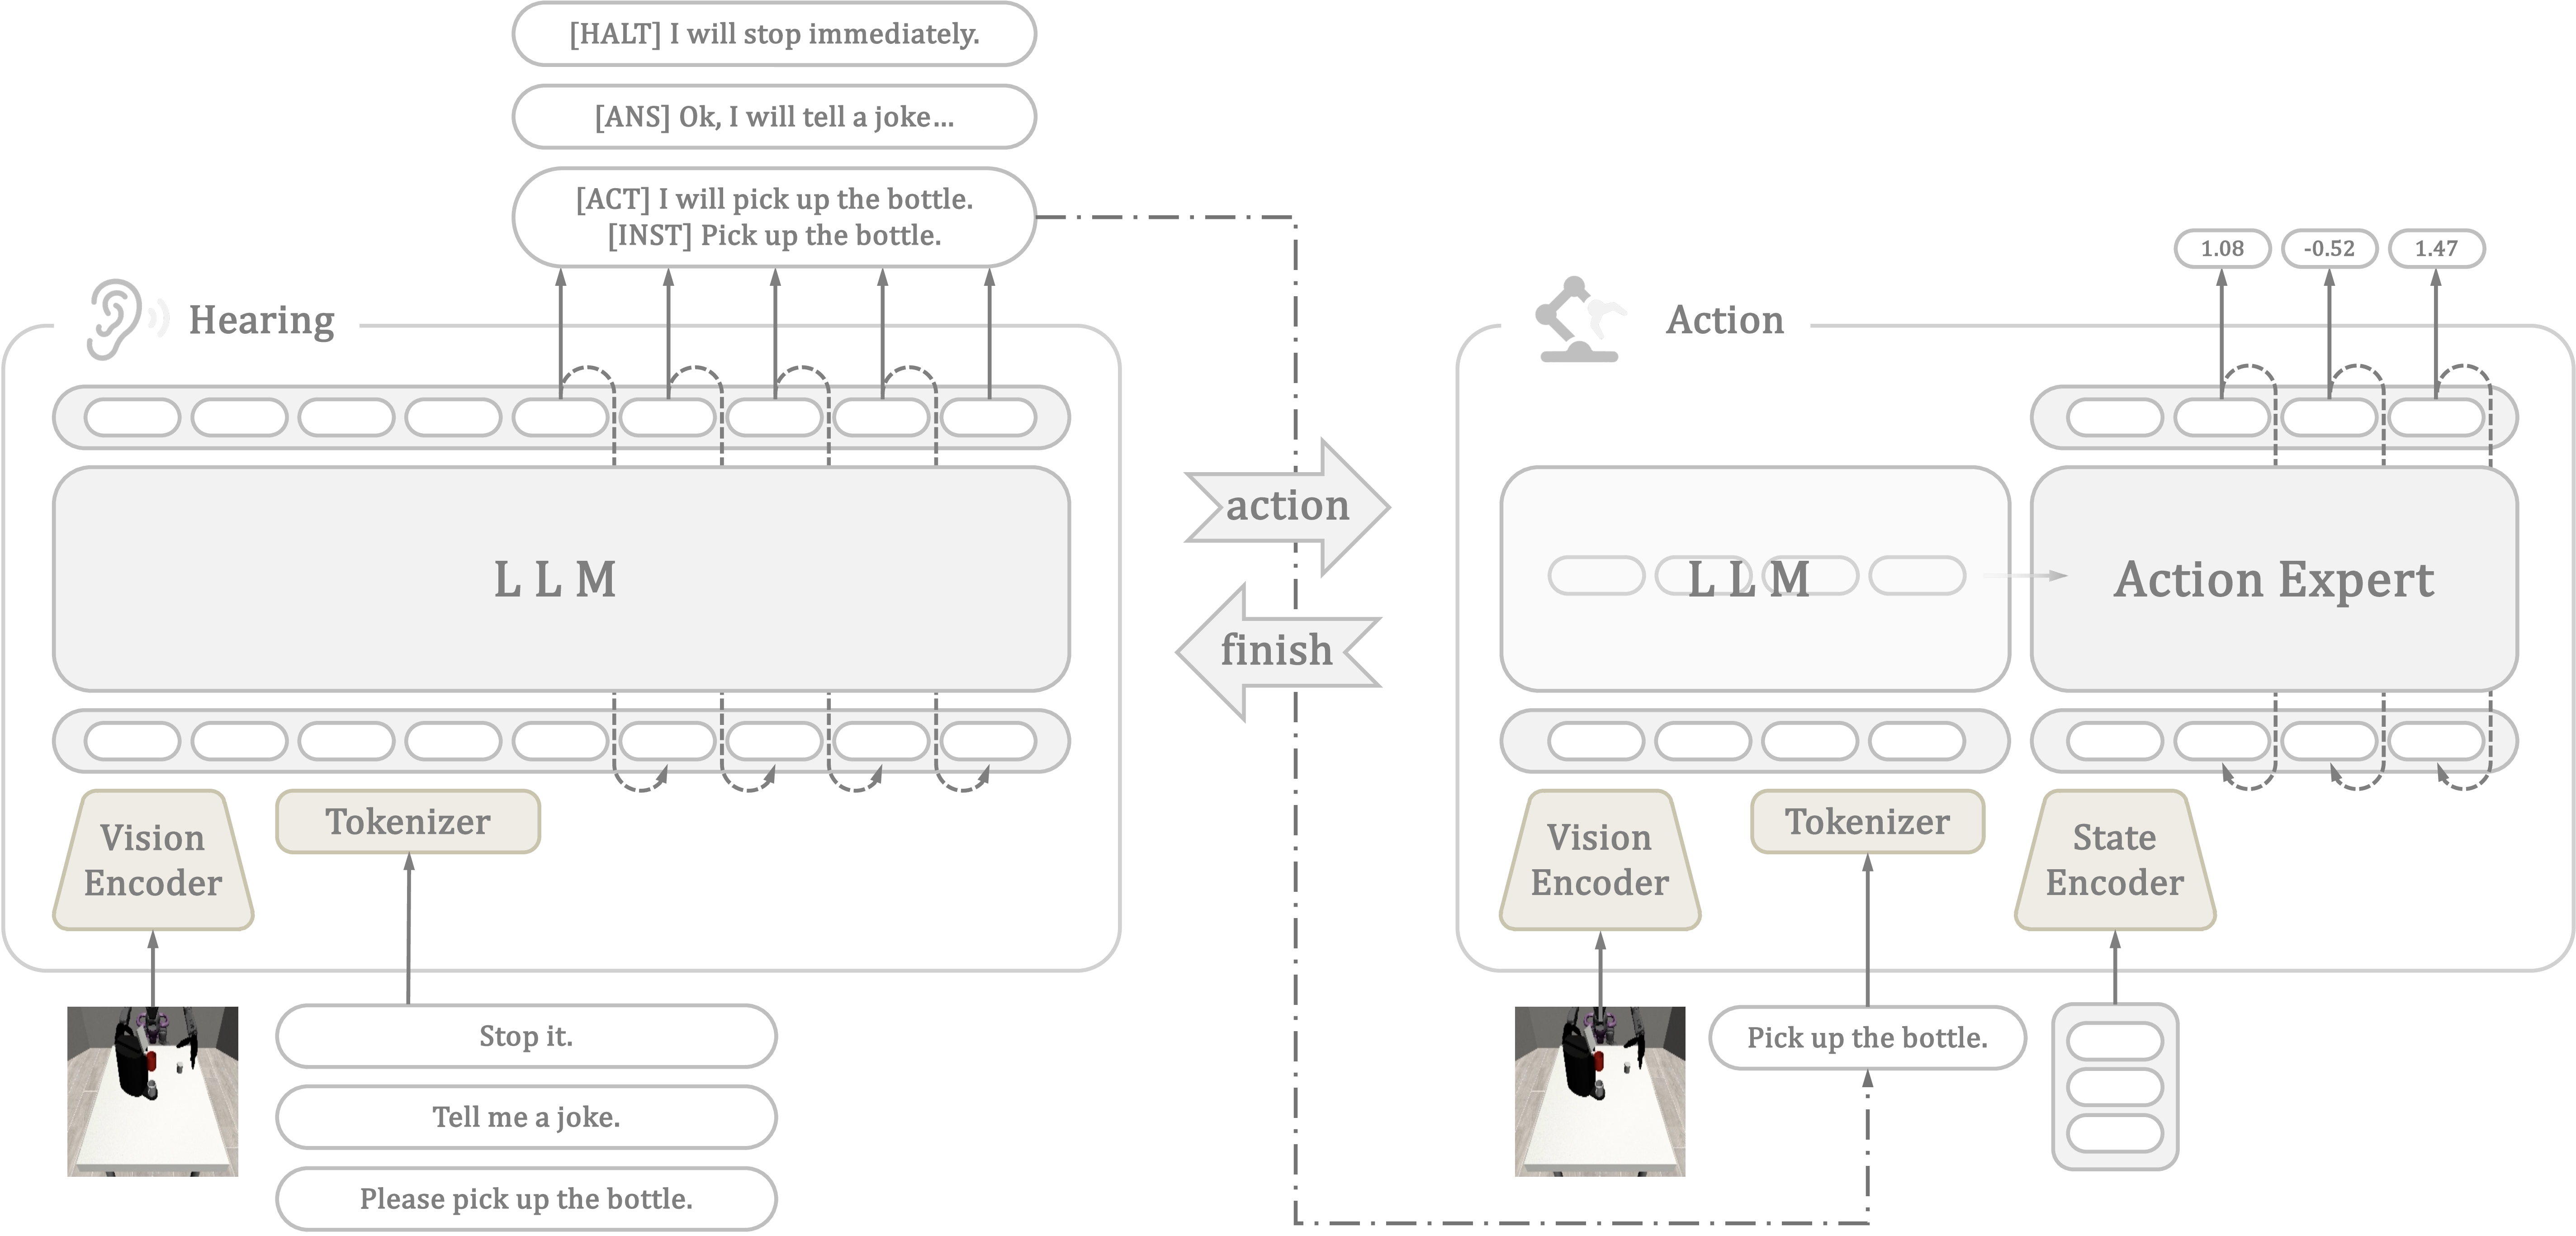 [HALT] I will stop immediately.
[ANS] Ok, I will tell a joke...
[ACT] I will pick up the bottle.
[INST] Pick up the bottle.
Hearing
L L M
Vision
Encoder
Tokenizer
Stop it.
Tell me a joke.
Please pick up the bottle.
action
finish
Action
1.08
-0.52
1.47
L L M
Action Expert
Vision
Encoder
Tokenizer
State
Encoder
Pick up the bottle.